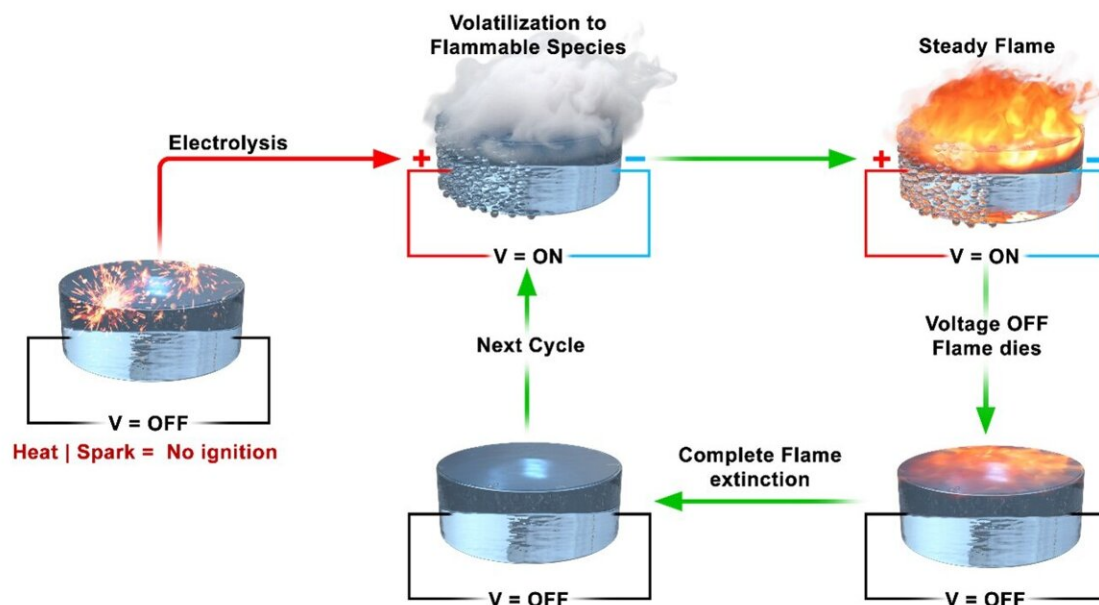 Volatilization to
Flammable Species
Steady Flame
Electrolysis
+
−
+
−
V = ON
V = ON
V = OFF
Heat | Spark = No ignition
Next Cycle
Voltage OFF
Flame dies
Complete Flame
extinction
V = OFF
V = OFF